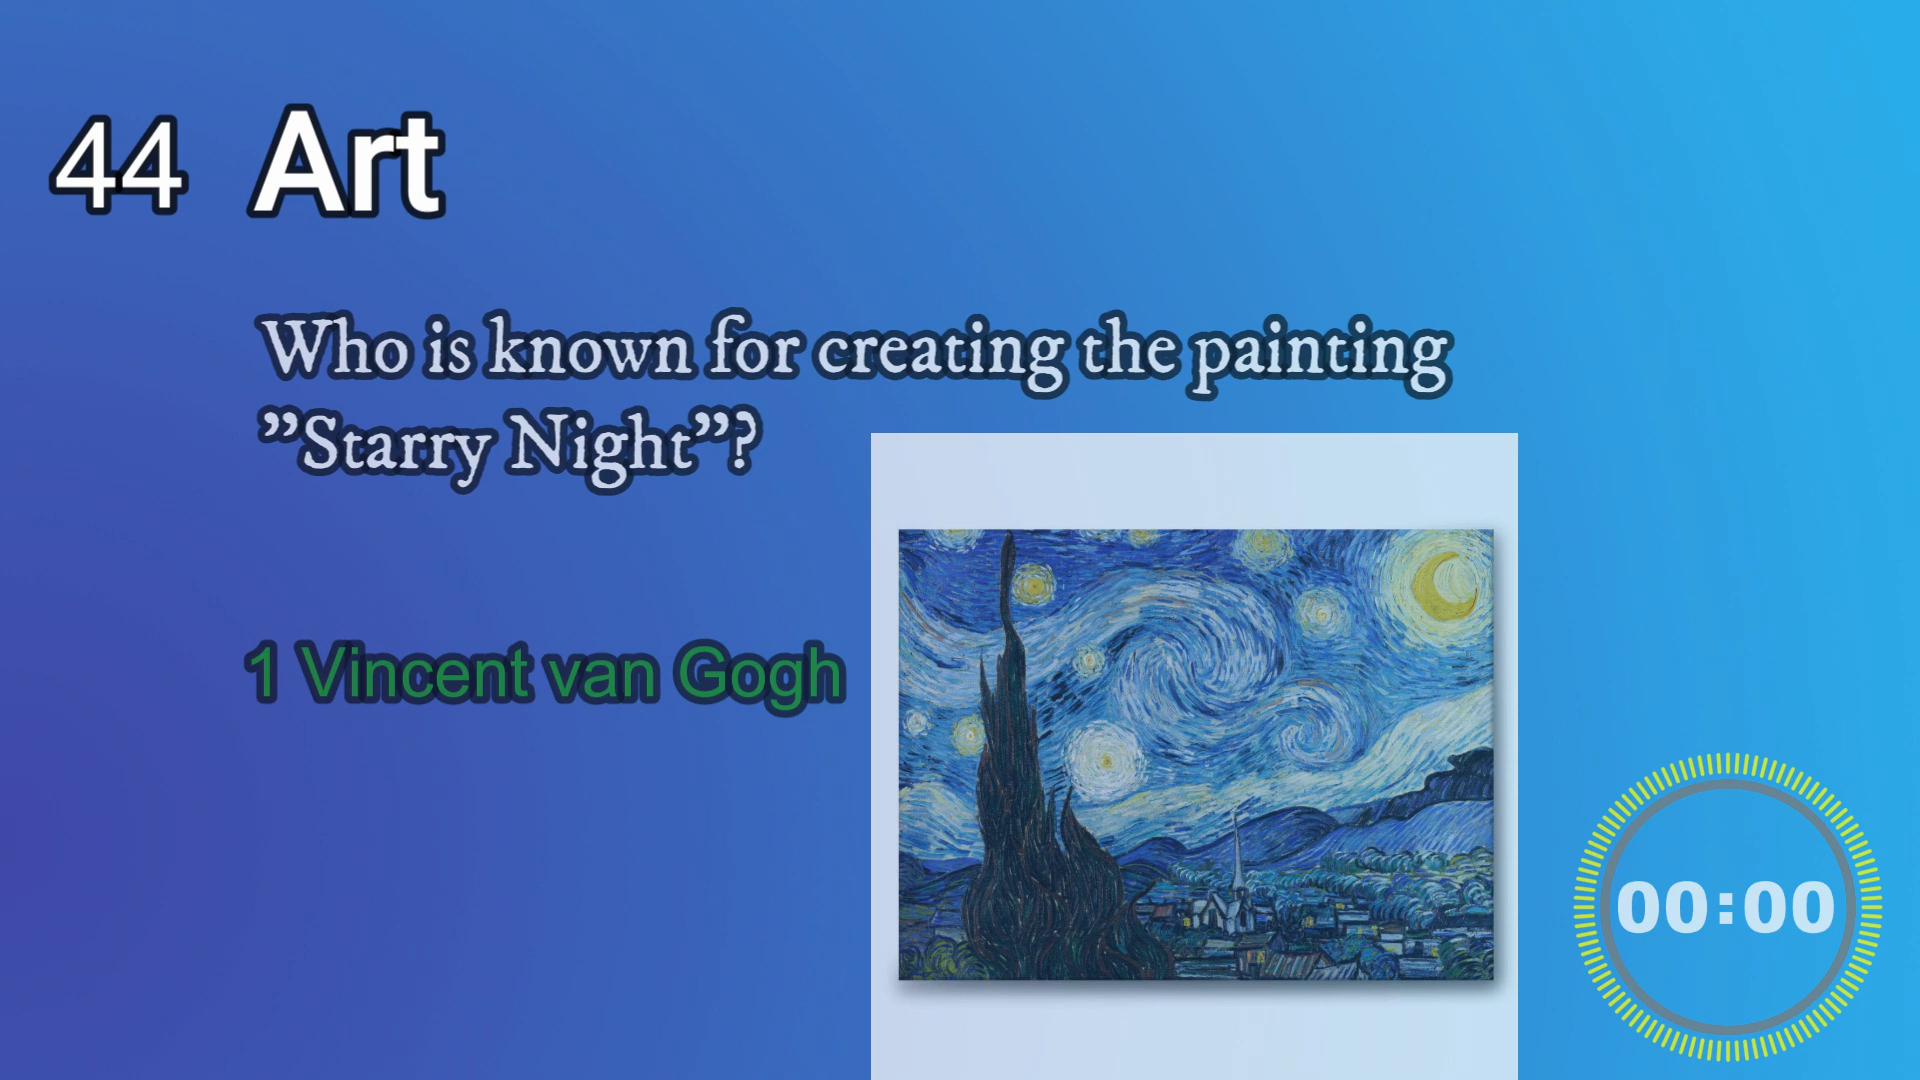 44 Art
Who is known for creating the painting
”Starry Night”?
1 Vincent van Gogh
00:00